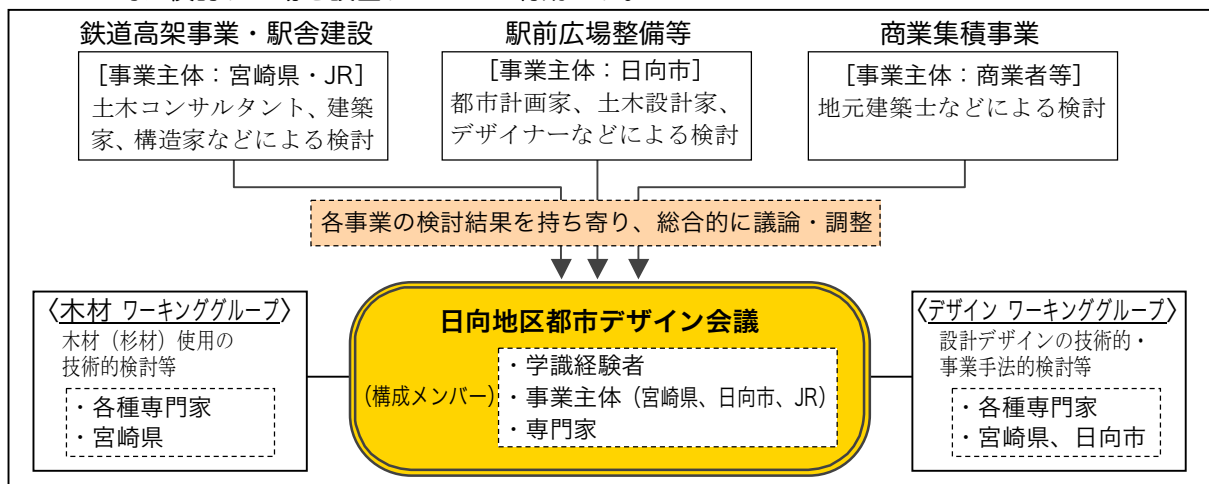 鉄道高架事業・駅舎建設
[事業主体：宮崎県・JR]
土木コンサルタント、建築
家、構造家などによる検討
駅前広場整備等
[事業主体：日向市]
都市計画家、土木設計家、
デザイナーなどによる検討
商業集積事業
[事業主体：商業者等]
地元建築士などによる検討
各事業の検討結果を持ち寄り、総合的に議論・調整
〈木材 ワーキンググループ〉
木材（杉材）使用の
技術的検討等
・各種専門家
・宮崎県
日向地区都市デザイン会議
(構成メンバー)
・学識経験者
・事業主体（宮崎県、日向市、JR）
・専門家
〈デザイン ワーキンググループ〉
設計デザインの技術的・
事業手法的検討等
・各種専門家
・宮崎県、日向市